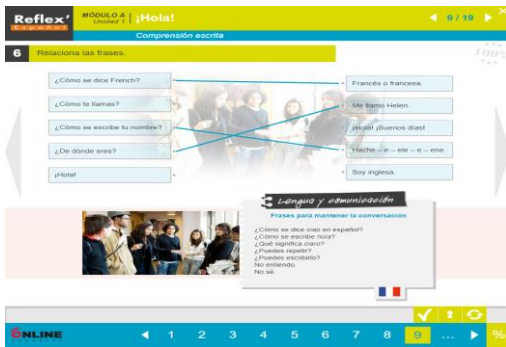 Reflex'
Español
MÓDULO A
Unidad 1
¡Hola!
9 / 19
Comprensión escrita
6 Relaciona las frases.
100%
¿Cómo se dice French?
Francés o francesa.
¿Cómo te llamas?
Me llamo Helen.
¿Cómo se escribe tu nombre?
¡Hola! ¡Buenos días!
¿De dónde eres?
Hache – e – ele – e – ene
¡Hola!
Soy inglesa.
Lengua y comunicación
Frases para mantener la conversación
¿Cómo se dice ciao en español?
¿Cómo se escribe hola?
¿Qué significa claro?
¿Puedes repetir?
¿Puedes escribirlo?
No entiendo.
No sé.
ONLINE
1 2 3 4 5 6 7 8 9 ... %